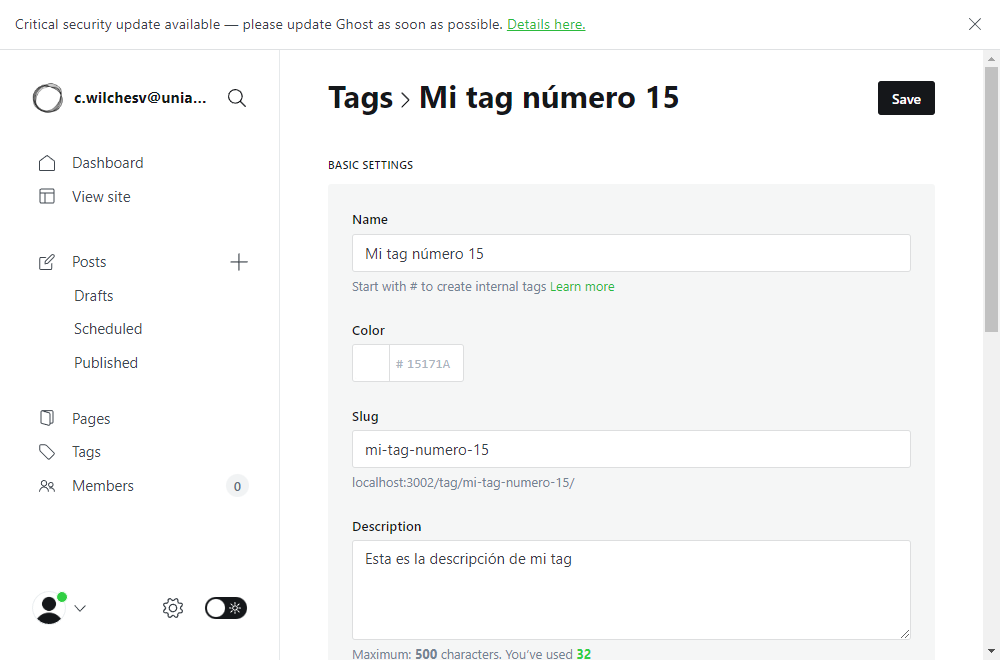 Critical security update available — please update Ghost as soon as possible. Details here.
c.wilchesv@unia...
Dashboard
View site
Posts
Drafts
Scheduled
Published
Pages
Tags
Members
0
Tags > Mi tag número 15
Save
BASIC SETTINGS
Name
Mi tag número 15
Start with # to create internal tags Learn more
Color
# 15171A
Slug
mi-tag-numero-15
localhost:3002/tag/mi-tag-numero-15/
Description
Esta es la descripción de mi tag
Maximum: 500 characters. You’ve used 32